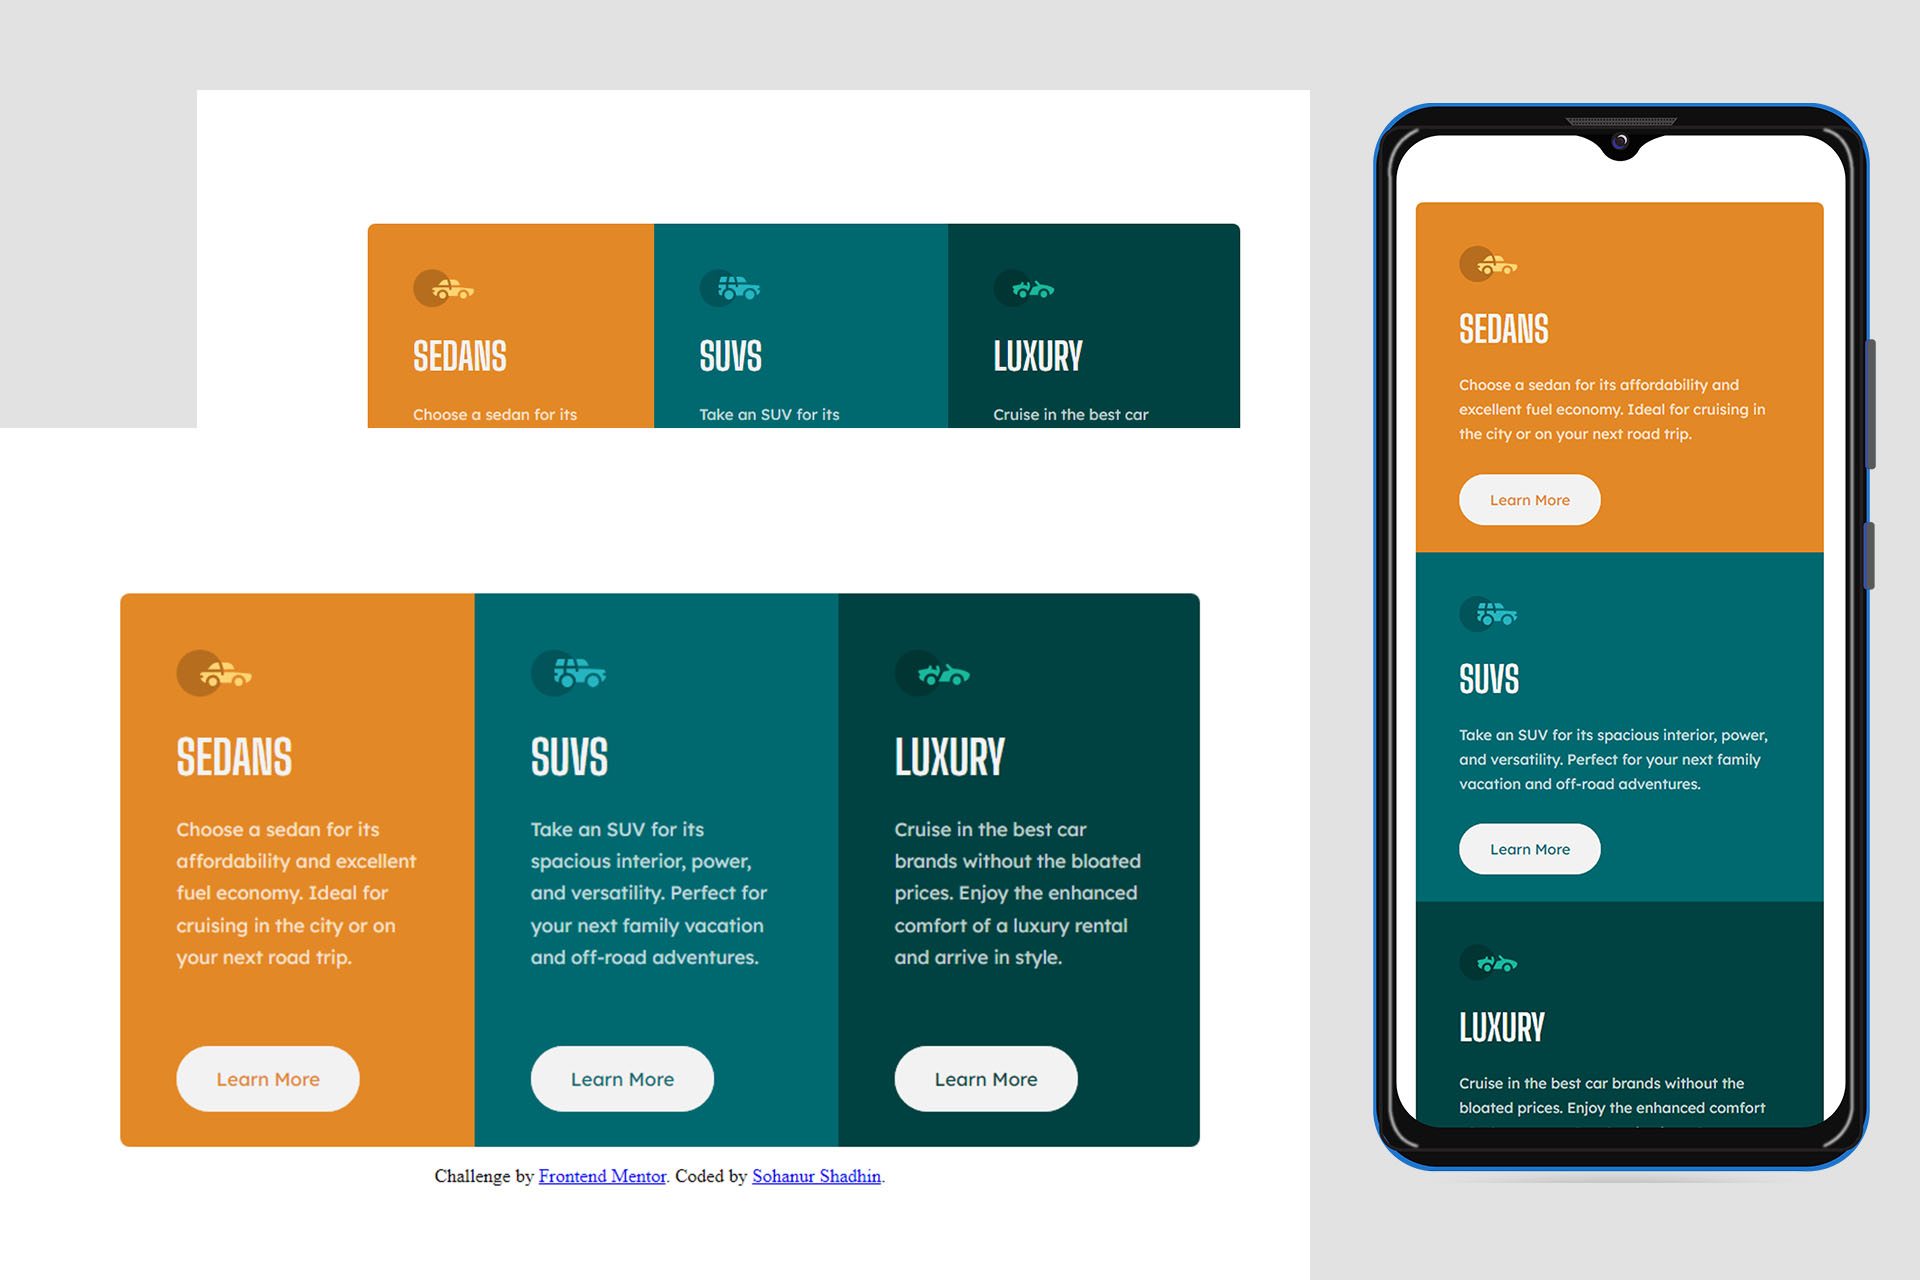 SEDANS
Choose a sedan for its
SUVS
Take an SUV for its
LUXURY
Cruise in the best car
SEDANS
Choose a sedan for its
affordability and excellent
fuel economy. Ideal for
cruising in the city or on
your next road trip.
Learn More
SUVS
Take an SUV for its
spacious interior, power,
and versatility. Perfect for
your next family vacation
and off-road adventures.
Learn More
LUXURY
Cruise in the best car
brands without the bloated
prices. Enjoy the enhanced
comfort of a luxury rental
and arrive in style.
Learn More
Challenge by Frontend Mentor. Coded by Sohanur Shadhin.
SEDANS
Choose a sedan for its affordability and
excellent fuel economy. Ideal for cruising in
the city or on your next road trip.
Learn More
SUVS
Take an SUV for its spacious interior, power,
and versatility. Perfect for your next family
vacation and off-road adventures.
Learn More
LUXURY
Cruise in the best car brands without the
bloated prices. Enjoy the enhanced comfort